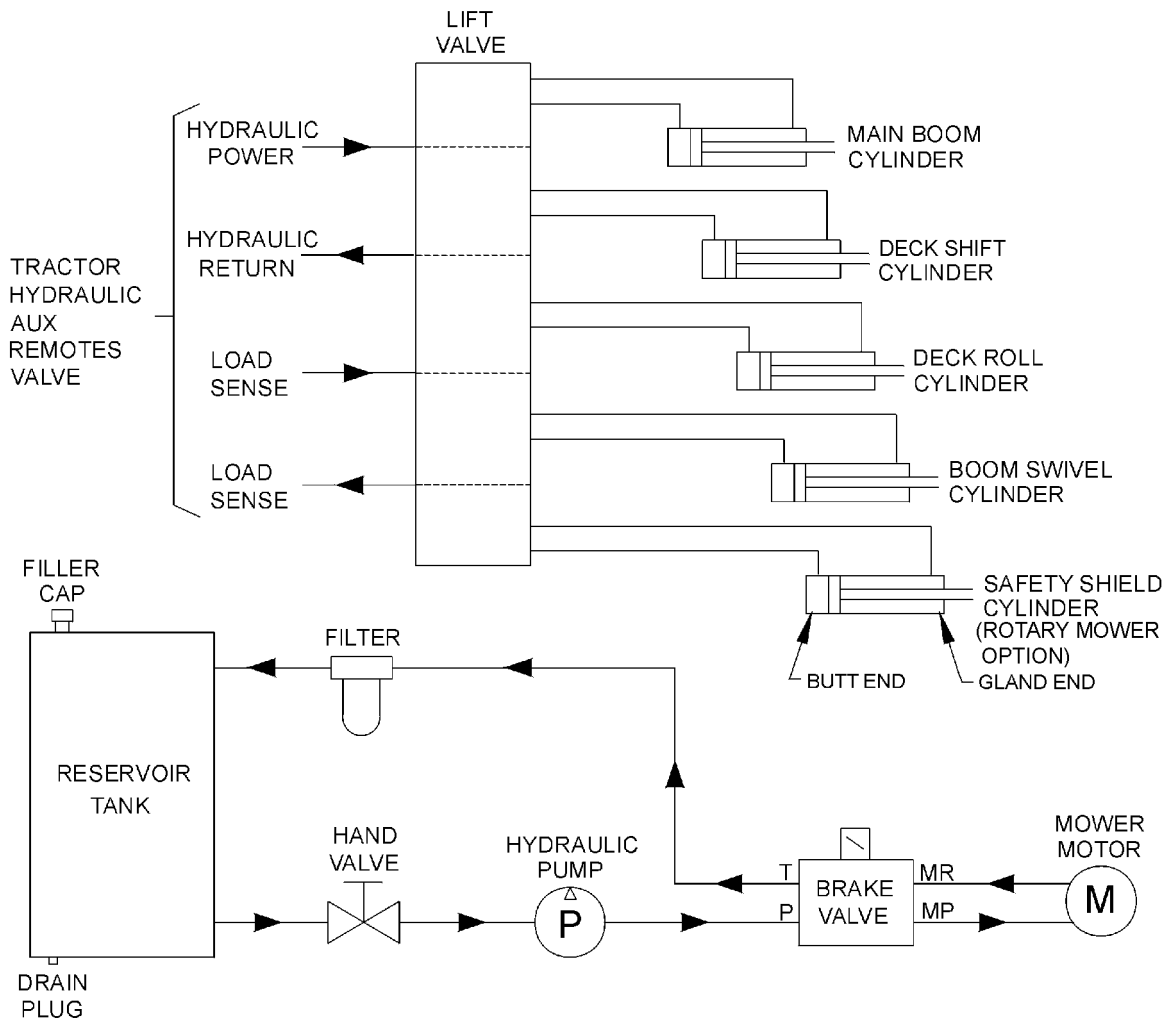 LIFT
VALVE
HYDRAULIC
POWER
HYDRAULIC
RETURN
TRACTOR
HYDRAULIC
AUX
REMOTES
VALVE
LOAD
SENSE
LOAD
SENSE
MAIN BOOM
CYLINDER
DECK SHIFT
CYLINDER
DECK ROLL
CYLINDER
BOOM SWIVEL
CYLINDER
SAFETY SHIELD
CYLINDER
(ROTARY MOWER
OPTION)
BUTT END
GLAND END
FILLER
CAP
FILTER
RESERVOIR
TANK
HAND
VALVE
HYDRAULIC
PUMP
P
T
P
BRAKE
VALVE
MR
MP
MOWER
MOTOR
M
DRAIN
PLUG